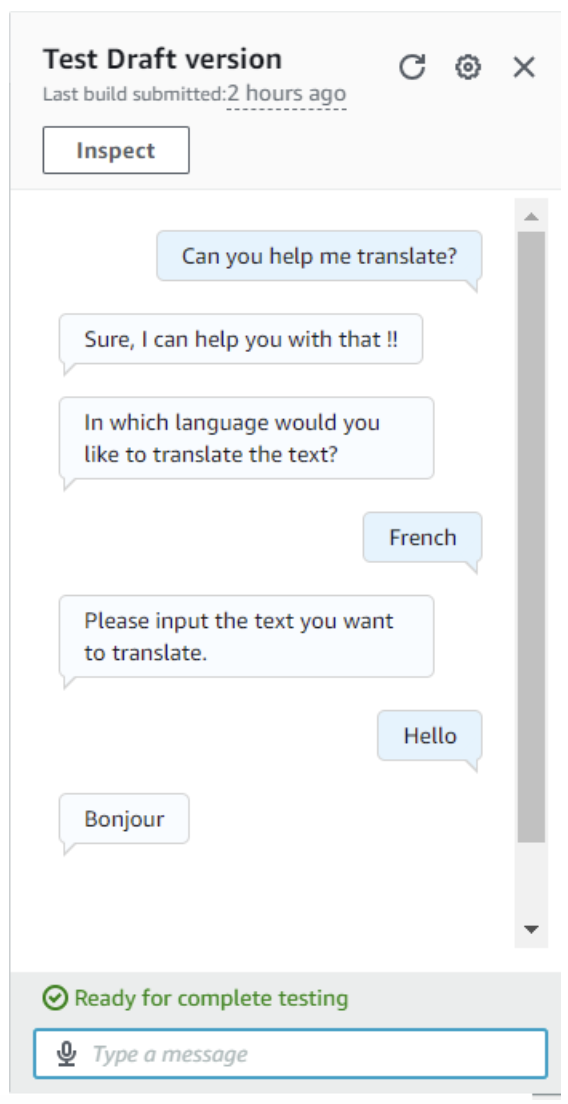 Test Draft version
Last build submitted:2 hours ago
Inspect
Can you help me translate?
Sure, I can help you with that !!
In which language would you
like to translate the text?
French
Please input the text you want
to translate.
Hello
Bonjour
Ready for complete testing
Type a message